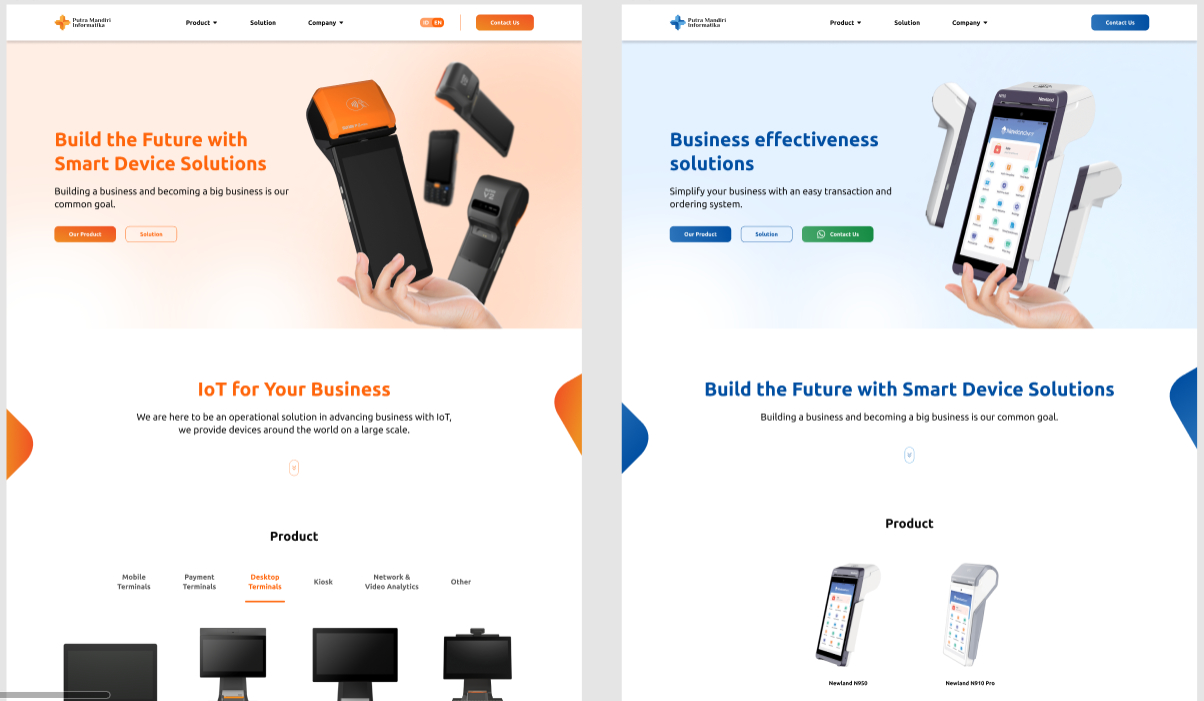 Putra Mandiri
Informatika
Product
Solution
Company
ID EN
Contact Us
Build the Future with
Smart Device Solutions
Building a business and becoming a big business is our
common goal.
Our Product
Solution
IoT for Your Business
We are here to be an operational solution in advancing business with IoT,
we provide devices around the world on a large scale.
Product
Mobile
Terminals
Payment
Terminals
Desktop
Terminals
Kiosk
Network &
Video Analytics
Other
Putra Mandiri
Informatika
Product
Solution
Company
Contact Us
Business effectiveness
solutions
Simplify your business with an easy transaction and
ordering system.
Our Product
Solution
Contact Us
N950
Newland
Build the Future with Smart Device Solutions
Building a business and becoming a big business is our common goal.
Product
Newland N950
Newland N910 Pro